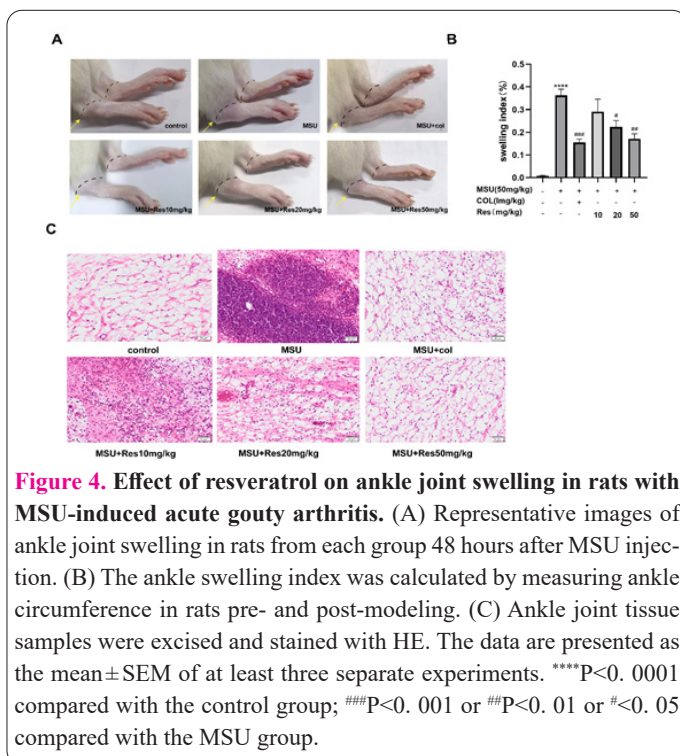 A
B
control
MSU
MSU+col
MSU+Res10mg/kg
MSU+Res20mg/kg
MSU+Res50mg/kg
swelling index(%)
0.5
0.4
0.3
0.2
0.1
0.0
****
###
#
##
MSU(50mg/kg) - + + + + +
COL(lmg/kg) - - + - - -
Res(mg/kg) - - - 10 20 50
C
control
MSU
MSU+col
MSU+Res10mg/kg
MSU+Res20mg/kg
MSU+Res50mg/kg
Figure 4. Effect of resveratrol on ankle joint swelling in rats with
MSU-induced acute gouty arthritis. (A) Representative images of
ankle joint swelling in rats from each group 48 hours after MSU injec-
tion. (B) The ankle swelling index was calculated by measuring ankle
circumference in rats pre- and post-modeling. (C) Ankle joint tissue
samples were excised and stained with HE. The data are presented as
the mean±SEM of at least three separate experiments. ****P<0. 0001
compared with the control group; ###P<0. 001 or ##P<0. 01 or #<0. 05
compared with the MSU group.